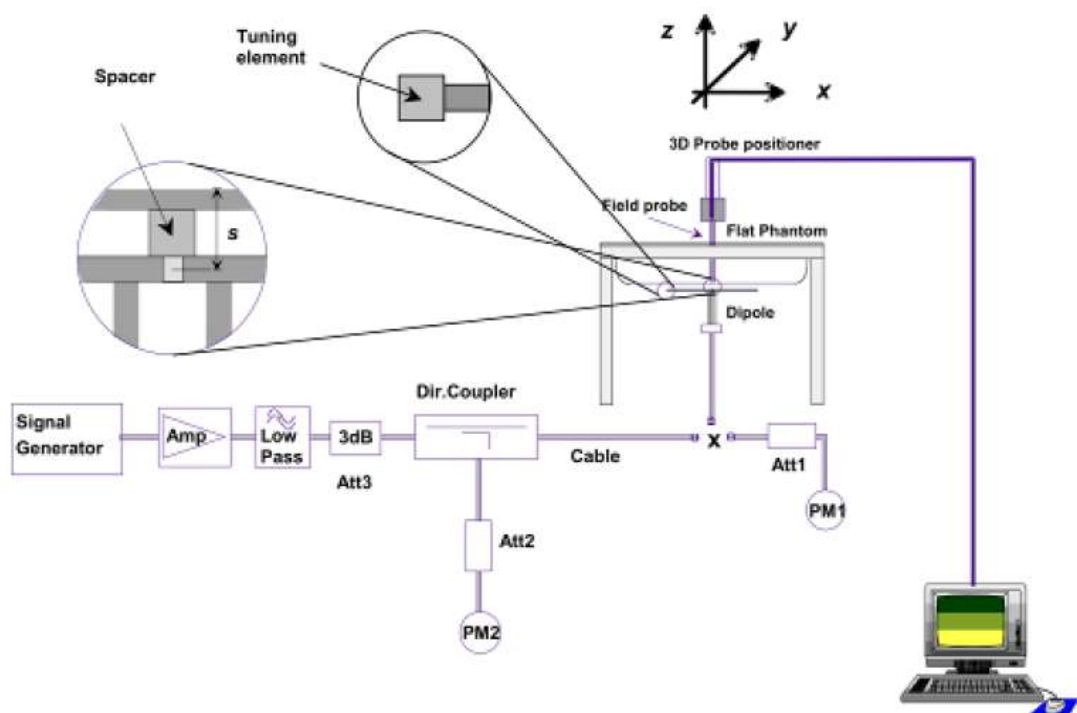 Tuning
element
Spacer
s
z
y
x
3D Probe positioner
Field probe
Flat Phantom
Dipole
Dir.Coupler
Signal
Generator
Amp
Low
Pass
3dB
Att3
Cable
x
Att1
PM1
Att2
PM2